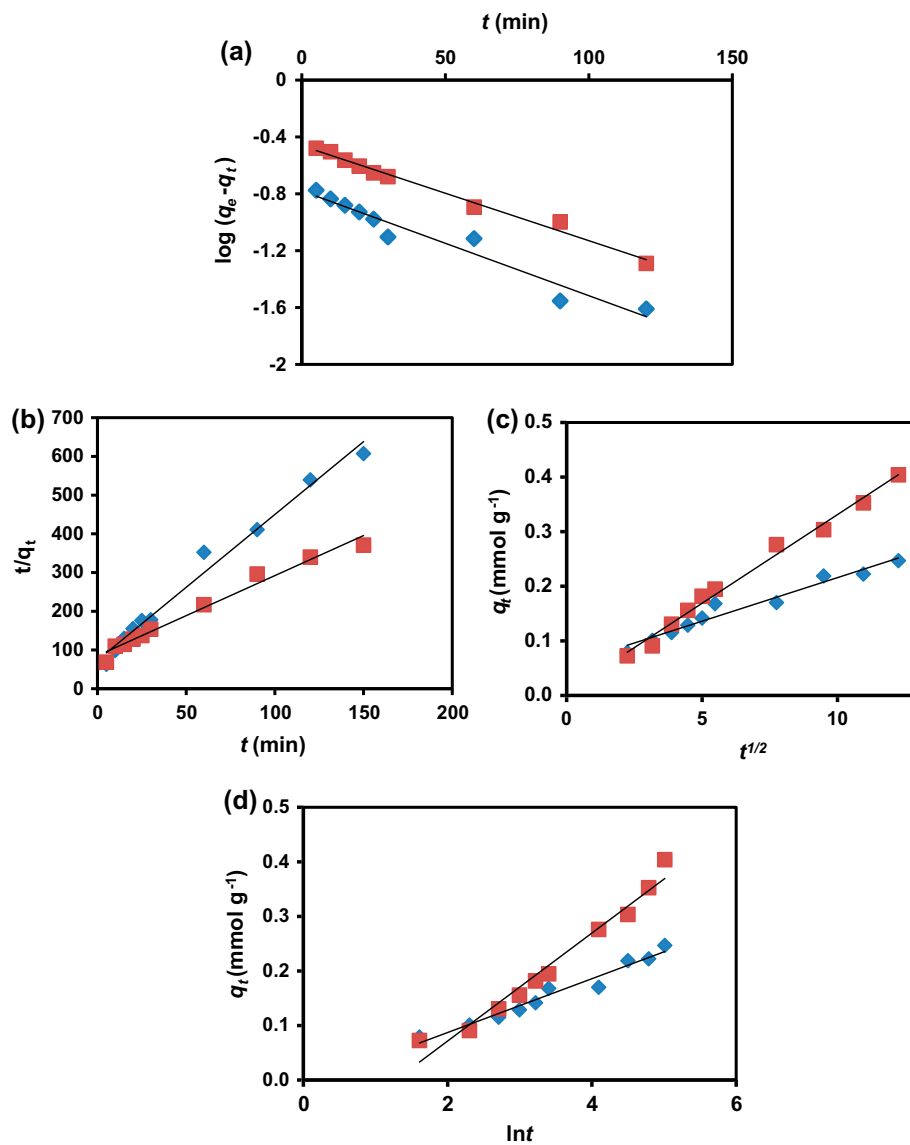 t (min)
(a)
0 50 100 150
0
-0.4
-0.8
-1.2
-1.6
-2
log (qe -qt)
(b)
700
600
500
400
300
200
100
0
t/qt
0 50 100 150 200
t (min)
(c)
0.5
0.4
0.3
0.2
0.1
0.0
qt (mmol g-1)
0 5 10
t1/2
(d)
0.5
0.4
0.3
0.2
0.1
0.0
qt (mmol g-1)
0 2 4 6
lnt